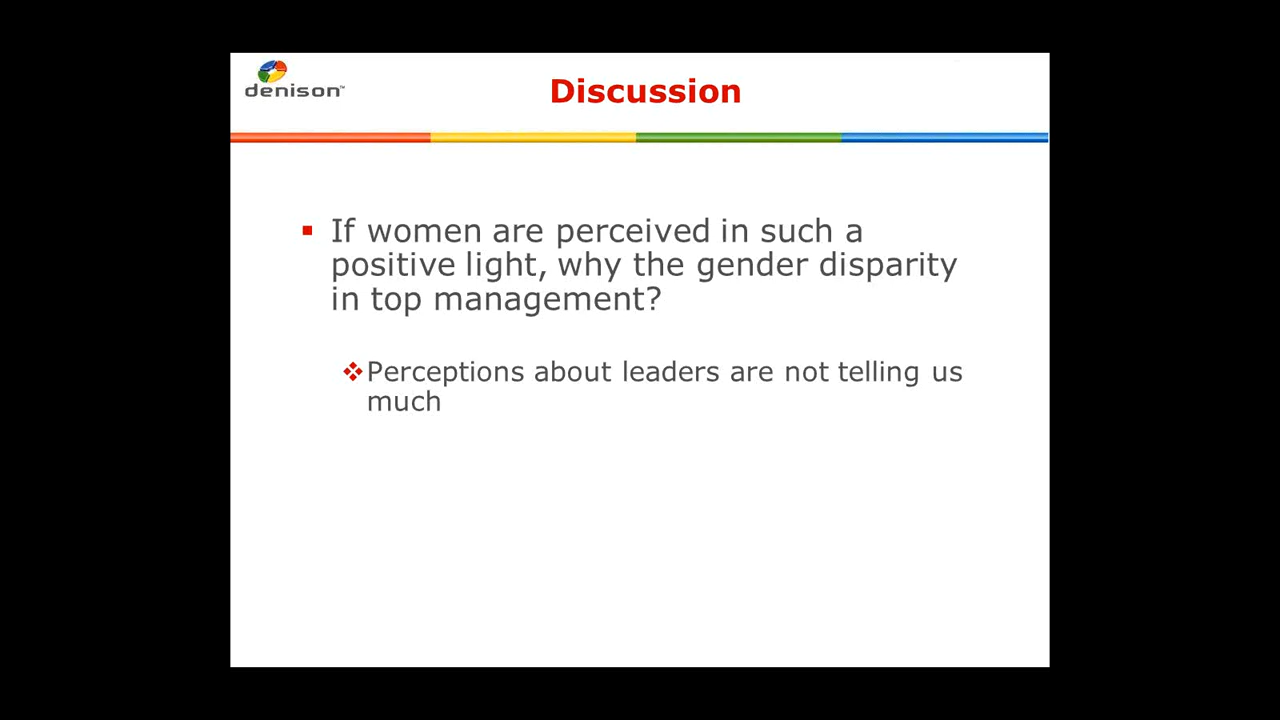 denison™
Discussion
If women are perceived in such a
positive light, why the gender disparity
in top management?
Perceptions about leaders are not telling us
much